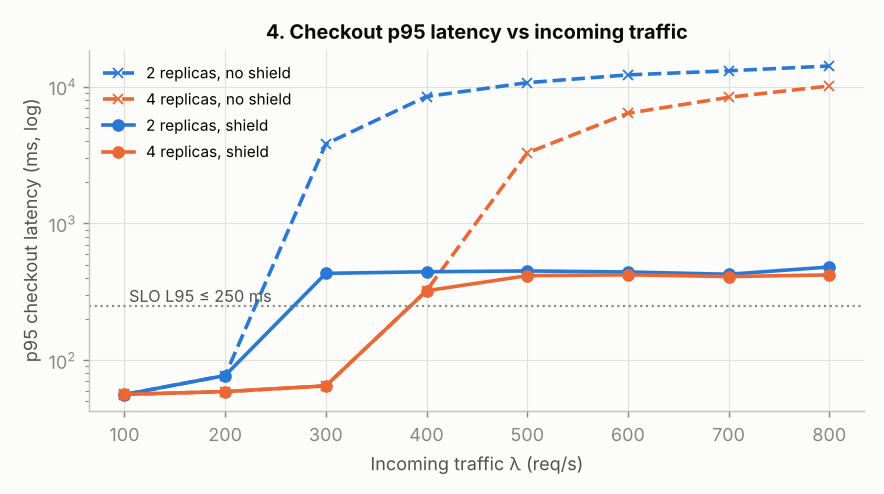 4. Checkout p95 latency vs incoming traffic
2 replicas, no shield
4 replicas, no shield
2 replicas, shield
4 replicas, shield
p95 checkout latency (ms, log)
10⁴
10³
10²
SLO L95 ≤ 250 ms
100 200 300 400 500 600 700 800
Incoming traffic λ (req/s)